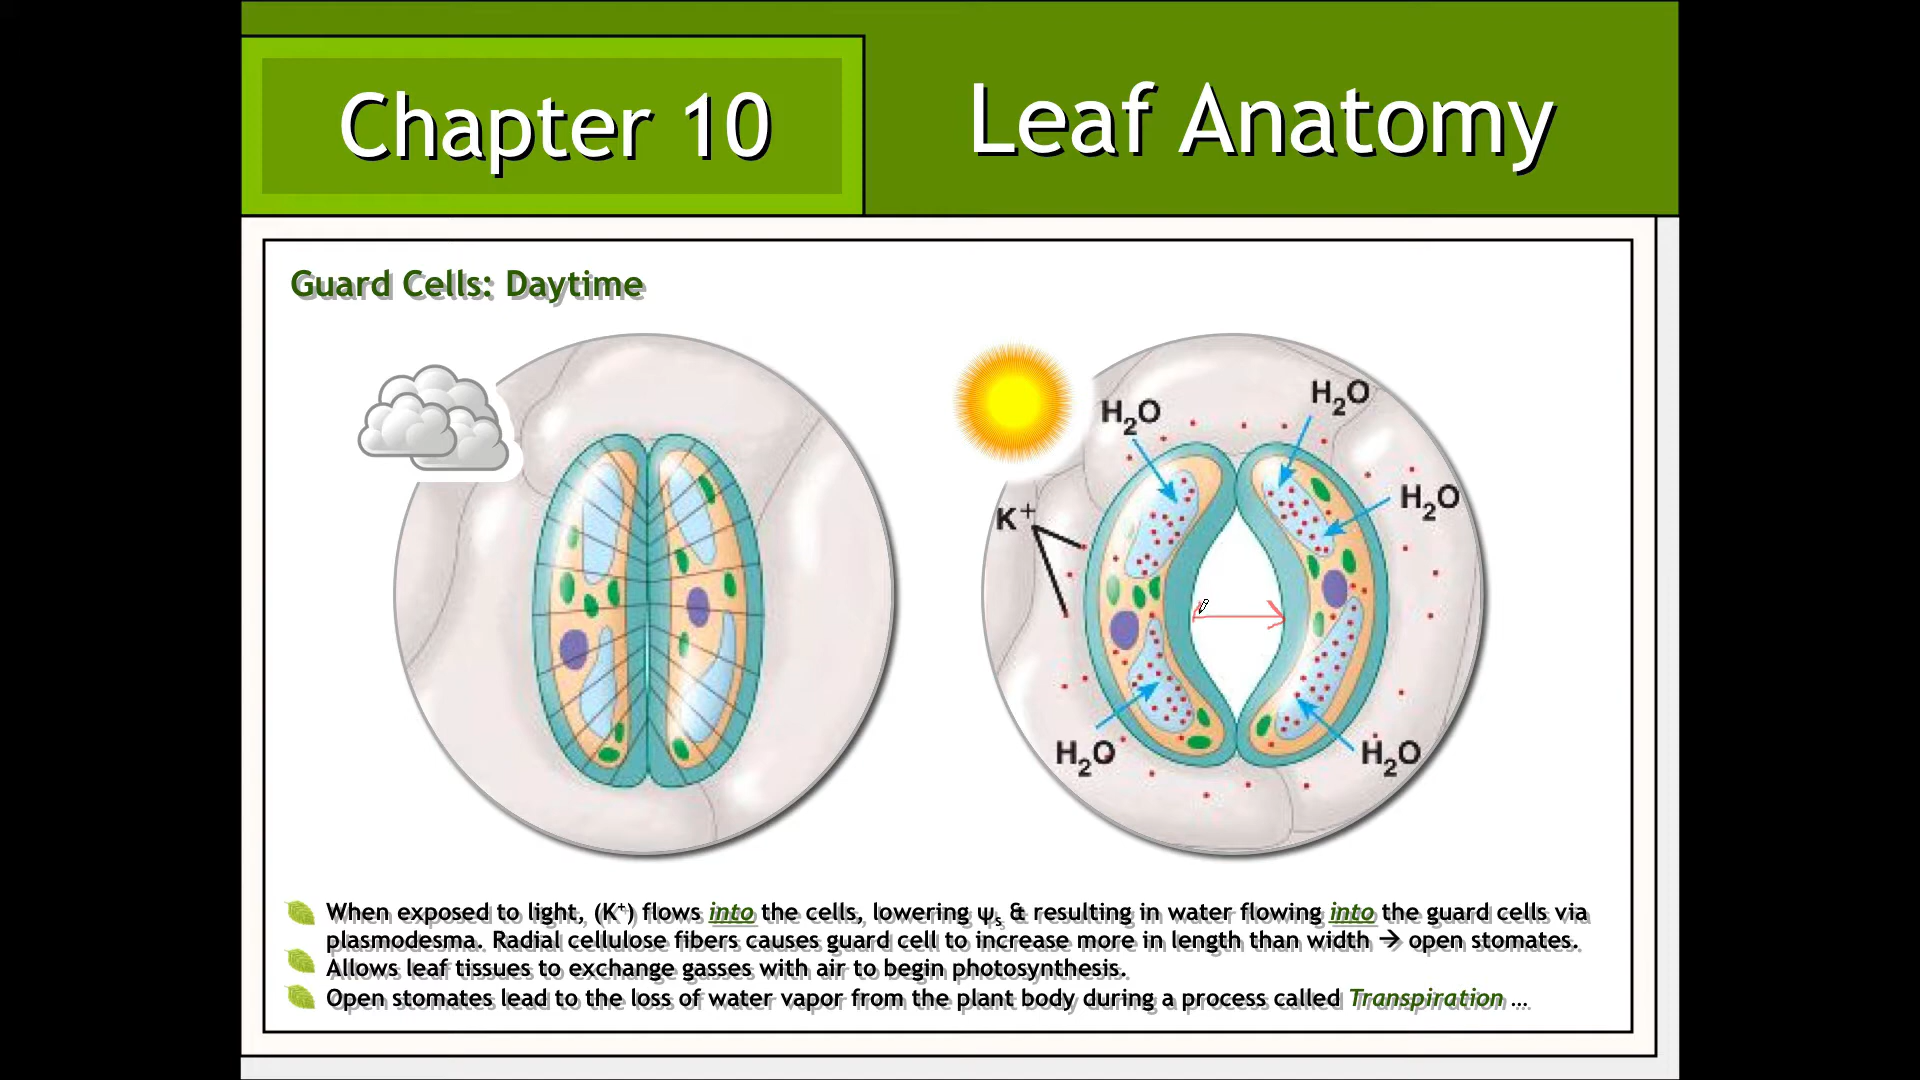 Chapter 10
Leaf Anatomy
Guard Cells: Daytime
H₂O
H₂O
H₂O
K⁺
H₂O
H₂O
When exposed to light, (K⁺) flows into the cells, lowering ψₛ & resulting in water flowing into the guard cells via
plasmodesma. Radial cellulose fibers causes guard cell to increase more in length than width → open stomates.
Allows leaf tissues to exchange gasses with air to begin photosynthesis.
Open stomates lead to the loss of water vapor from the plant body during a process called Transpiration …